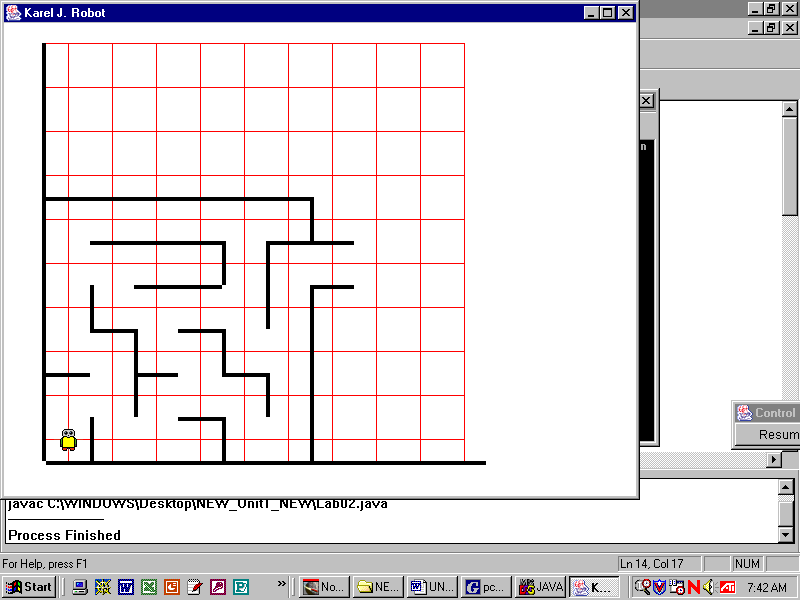 Karel J. Robot
n
Control
Resum
javac C:\WINDOWS\Desktop\NEW_Unit1_NEW\Lab02.java
Process Finished
For Help, press F1
Ln 14, Col 17
NUM
Start
No...
NE...
UN...
pc...
JAVA
K...
7:42 AM